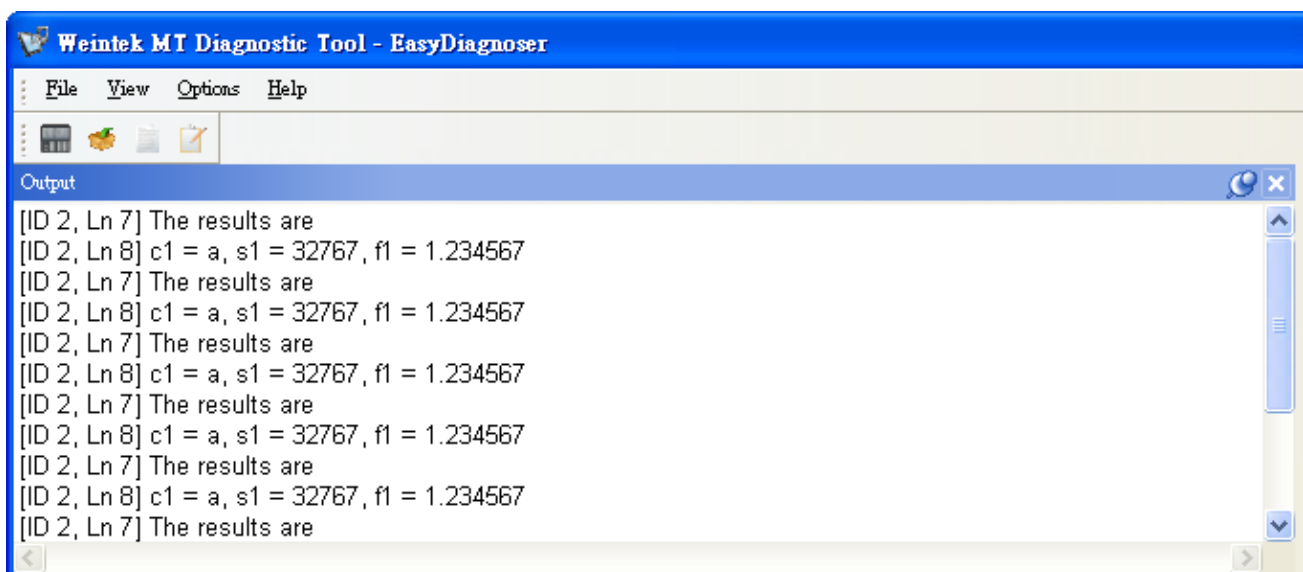 Weintek MT Diagnostic Tool - EasyDiagnoser
File View Options Help
Output
[ID 2, Ln 7] The results are
[ID 2, Ln 8] c1 = a, s1 = 32767, f1 = 1.234567
[ID 2, Ln 7] The results are
[ID 2, Ln 8] c1 = a, s1 = 32767, f1 = 1.234567
[ID 2, Ln 7] The results are
[ID 2, Ln 8] c1 = a, s1 = 32767, f1 = 1.234567
[ID 2, Ln 7] The results are
[ID 2, Ln 8] c1 = a, s1 = 32767, f1 = 1.234567
[ID 2, Ln 7] The results are
[ID 2, Ln 8] c1 = a, s1 = 32767, f1 = 1.234567
[ID 2, Ln 7] The results are